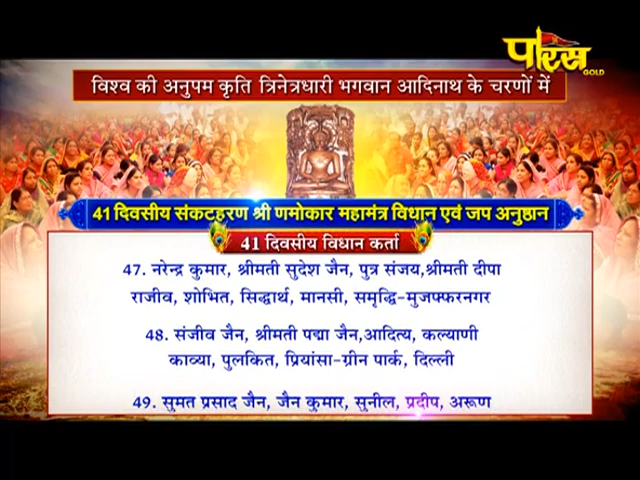 पारस
GOLD
विश्व की अनुपम कृति त्रिनेत्रधारी भगवान आदिनाथ के चरणों में
41 दिवसीय संकटहरण श्री णमोकार महामंत्र विधान एवं जप अनुष्ठान
41 दिवसीय विधान कर्ता
47. नरेन्द्र कुमार, श्रीमती सुदेश जैन, पुत्र संजय,श्रीमती दीपा
राजीव, शोभित, सिद्धार्थ, मानसी, समृद्धि-मुजफ्फरनगर
48. संजीव जैन, श्रीमती पद्मा जैन,आदित्य, कल्याणी
काव्या, पुलकित, प्रियांसा-ग्रीन पार्क, दिल्ली
49. सुमत प्रसाद जैन, जैन कुमार, सुनील, प्रदीप, अरूण